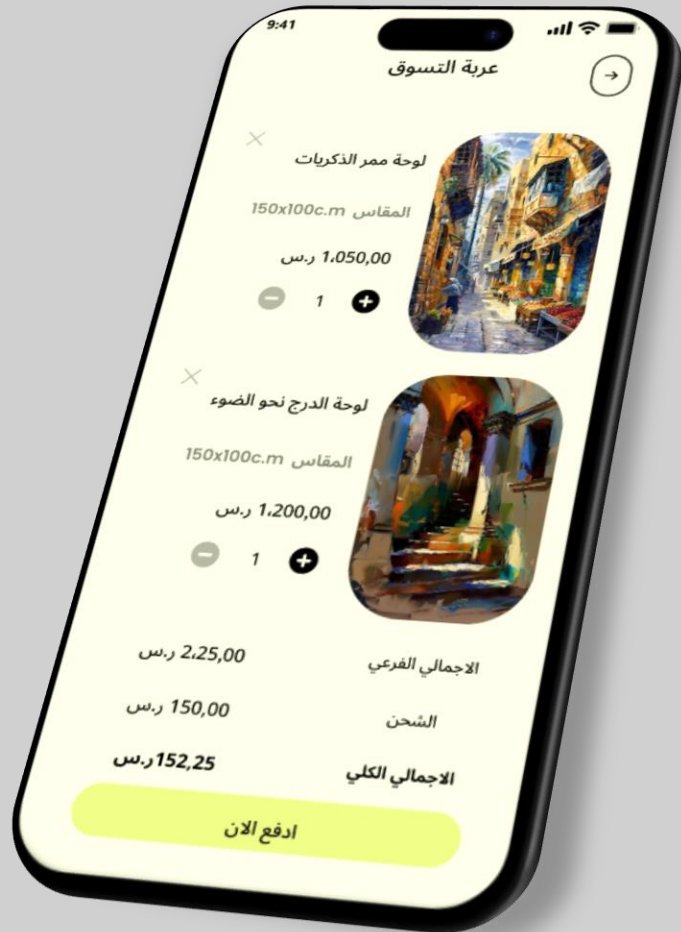 9:41
عربة التسوق
لوحة ممر الذكريات
المقاس 150x100c.m
1،050,00 ر.س
1
لوحة الدرج نحو الضوء
المقاس 150x100c.m
1،200,00 ر.س
1
الاجمالي الفرعي 2،25,00 ر.س
الشحن 150,00 ر.س
الاجمالي الكلي 152,25ر.س
ادفع الان